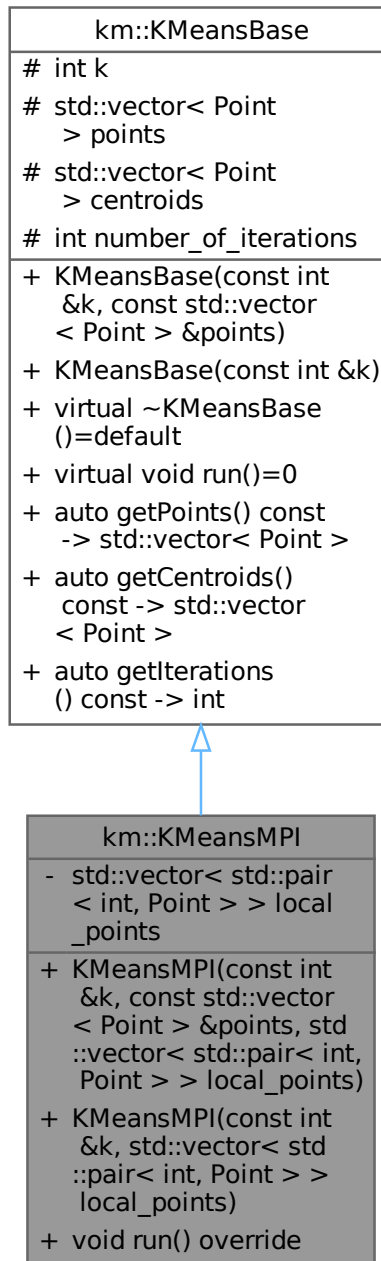 km::KMeansBase
# int k
# std::vector< Point
> points
# std::vector< Point
> centroids
# int number_of_iterations
+ KMeansBase(const int
&k, const std::vector
< Point > &points)
+ KMeansBase(const int &k)
+ virtual ~KMeansBase
()=default
+ virtual void run()=0
+ auto getPoints() const
-> std::vector< Point >
+ auto getCentroids()
const -> std::vector
< Point >
+ auto getIterations
() const -> int
km::KMeansMPI
- std::vector< std::pair
< int, Point > > local
_points
+ KMeansMPI(const int
&k, const std::vector
< Point > &points, std
::vector< std::pair< int,
Point > > local_points)
+ KMeansMPI(const int
&k, std::vector< std
::pair< int, Point > >
local_points)
+ void run() override